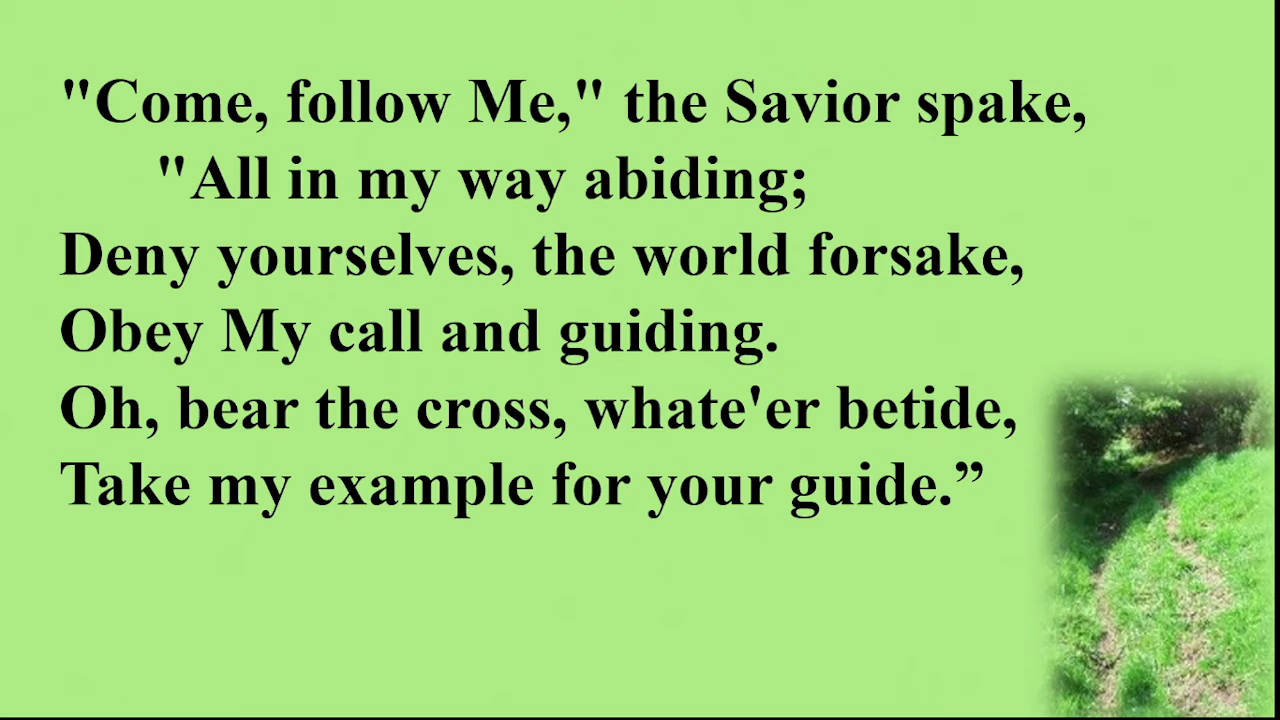 "Come, follow Me," the Savior spake,
"All in my way abiding;
Deny yourselves, the world forsake,
Obey My call and guiding.
Oh, bear the cross, whate'er betide,
Take my example for your guide.”